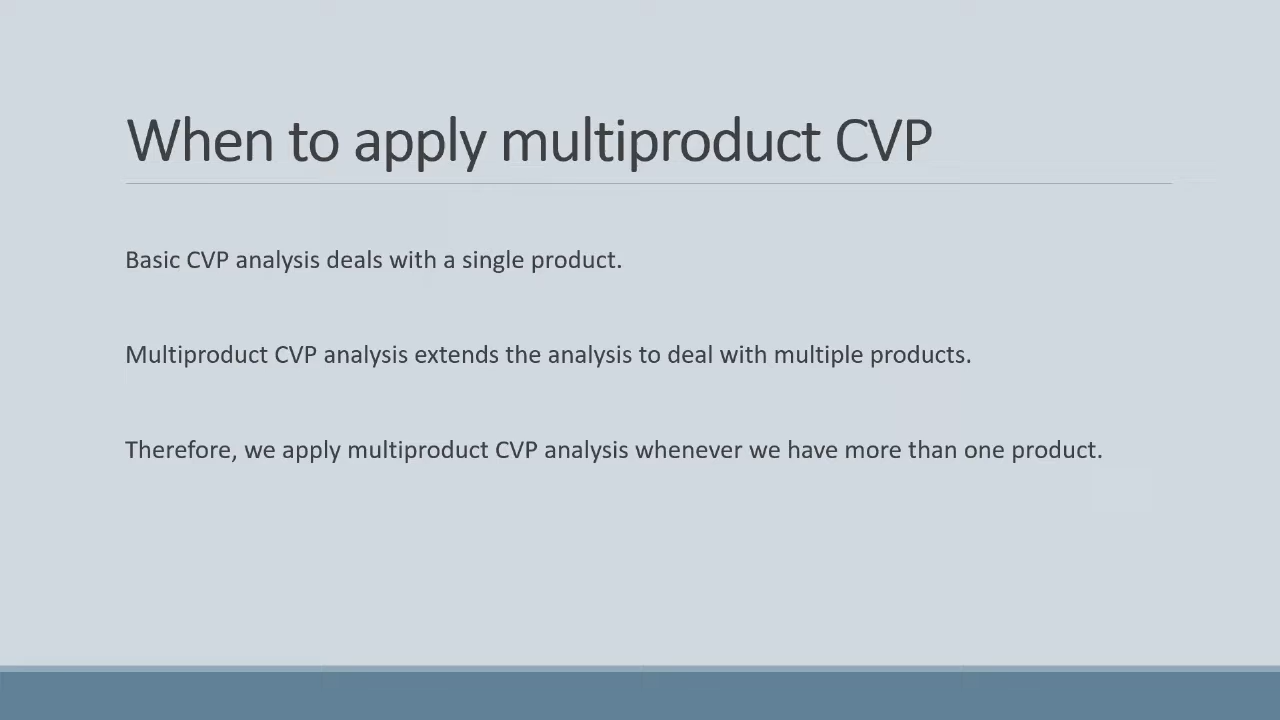 When to apply multiproduct CVP
Basic CVP analysis deals with a single product.
Multiproduct CVP analysis extends the analysis to deal with multiple products.
Therefore, we apply multiproduct CVP analysis whenever we have more than one product.